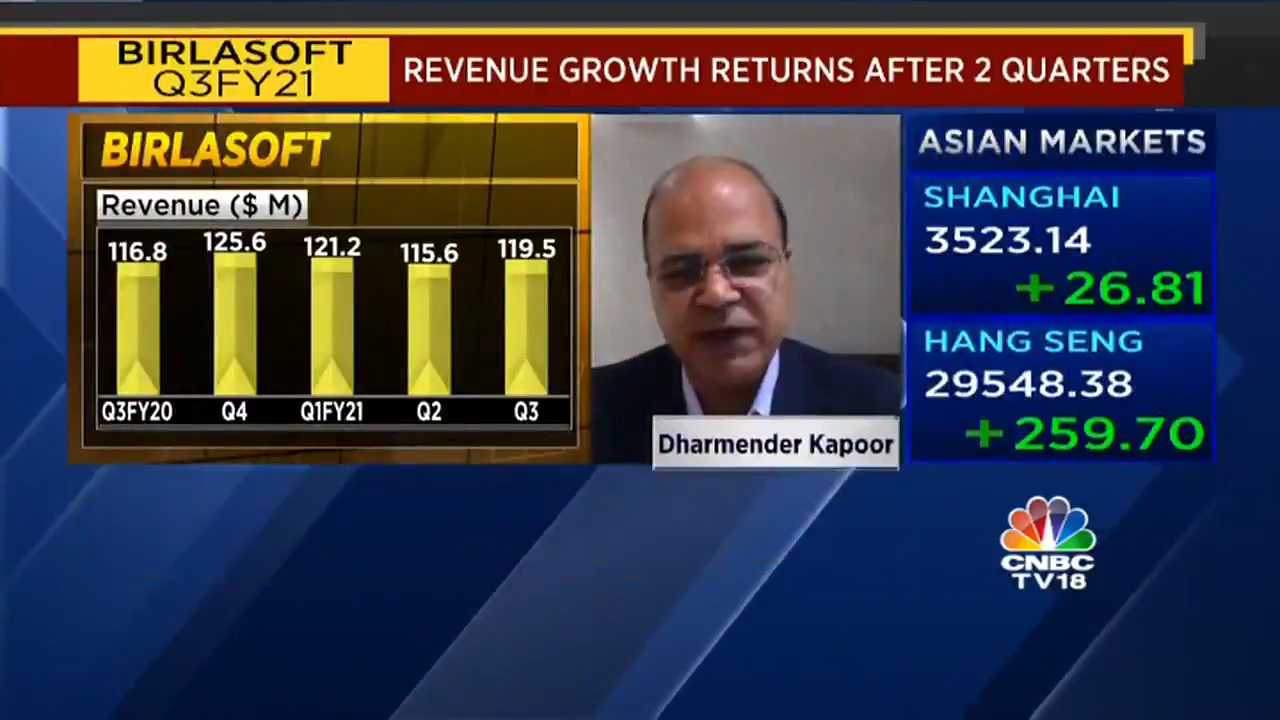 BIRLASOFT
Q3FY21
REVENUE GROWTH RETURNS AFTER 2 QUARTERS
BIRLASOFT
Revenue ($ M)
116.8 125.6 121.2 115.6 119.5
Q3FY20 Q4 Q1FY21 Q2 Q3
Dharmender Kapoor
ASIAN MARKETS
SHANGHAI
3523.14
+26.81
HANG SENG
29548.38
+259.70
CNBC
TV18